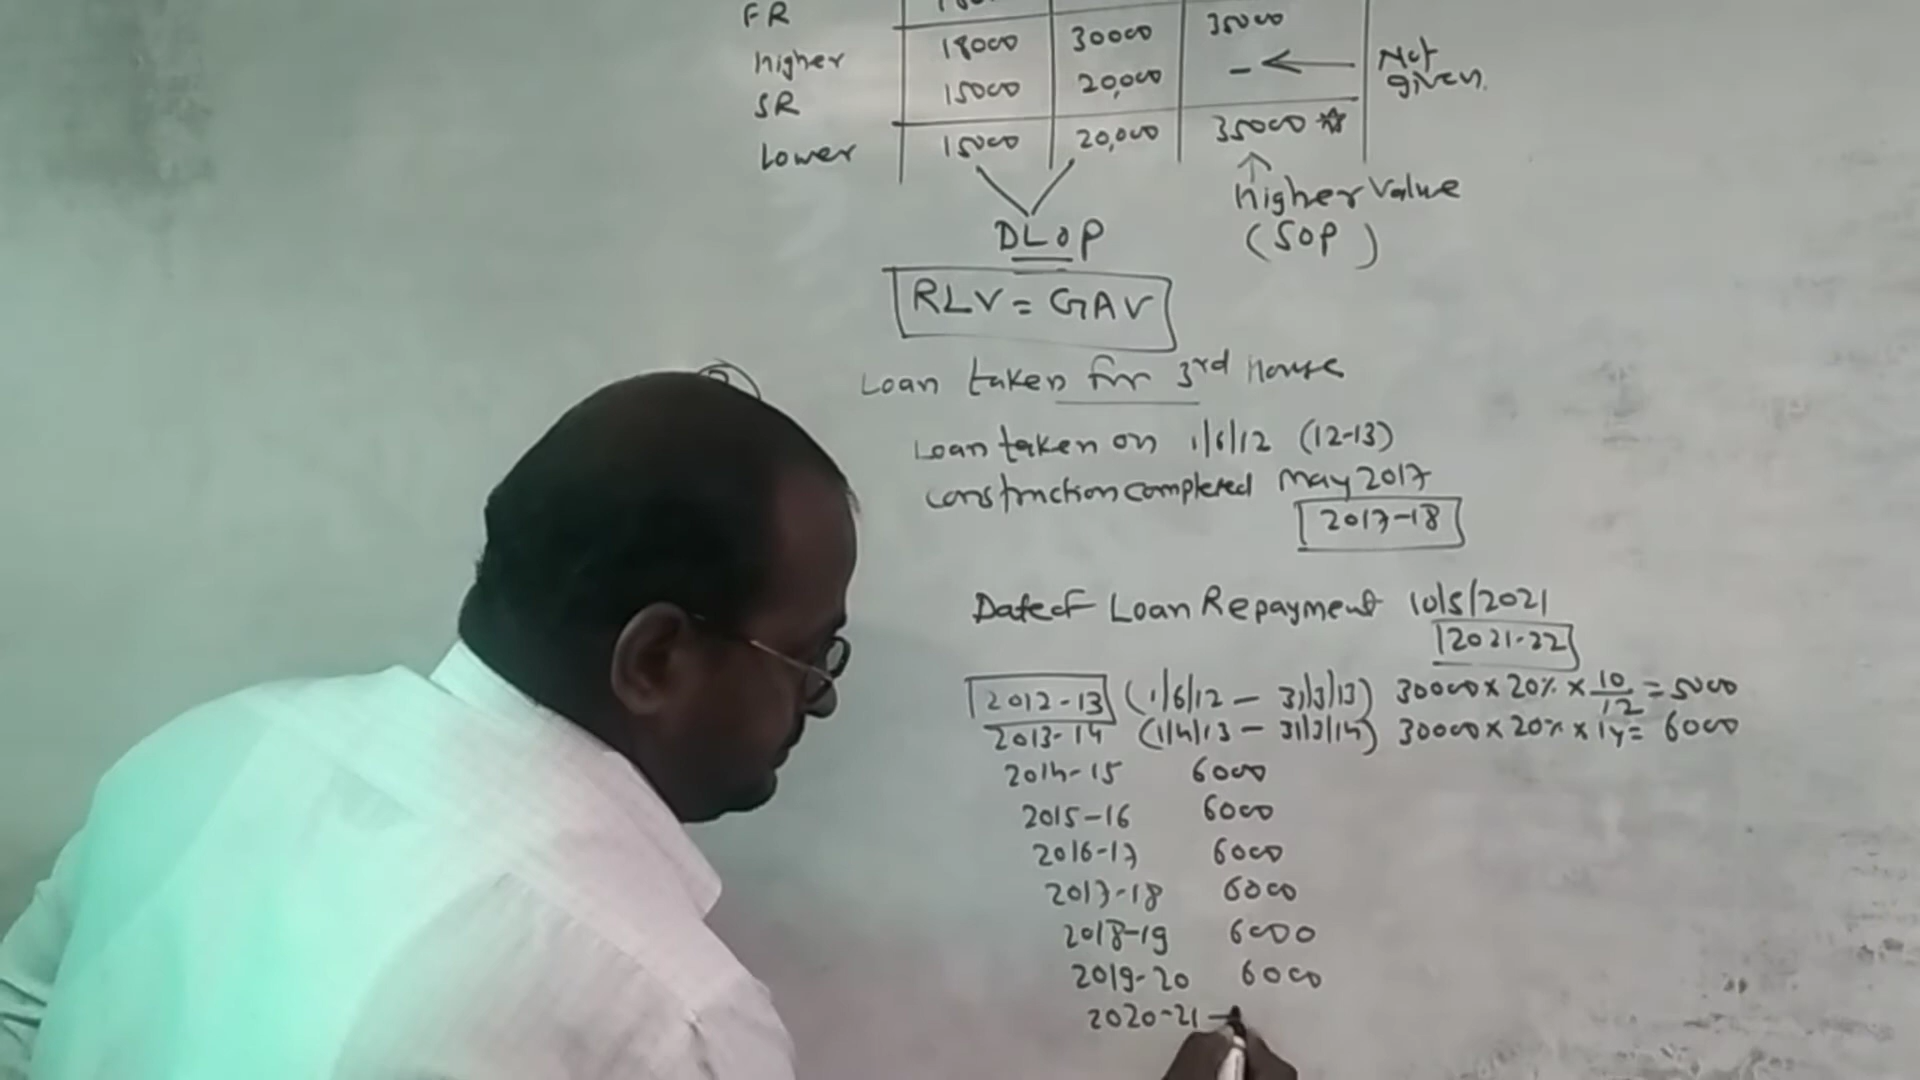 FR 35000
higher 18000 30000 - Not given.
SR 15000 20,000
Lower 15000 20,000 35000 ☆
higher value
DLOP (SOP)
RLV = GAV
Loan taken for 3rd House
Loan taken on 1/6/12 (12-13)
construction completed may 2017
2017-18
Date of Loan Repayment 10/5/2021
2021-22
2012-13 (1/6/12 - 31/3/13) 30000 x 20% x 10/12 = 5000
2013-14 (1/4/13 - 31/3/14) 30000 x 20% x 1y = 6000
2014-15 6000
2015-16 6000
2016-17 6000
2017-18 6000
2018-19 6000
2019-20 6000
2020-21 -